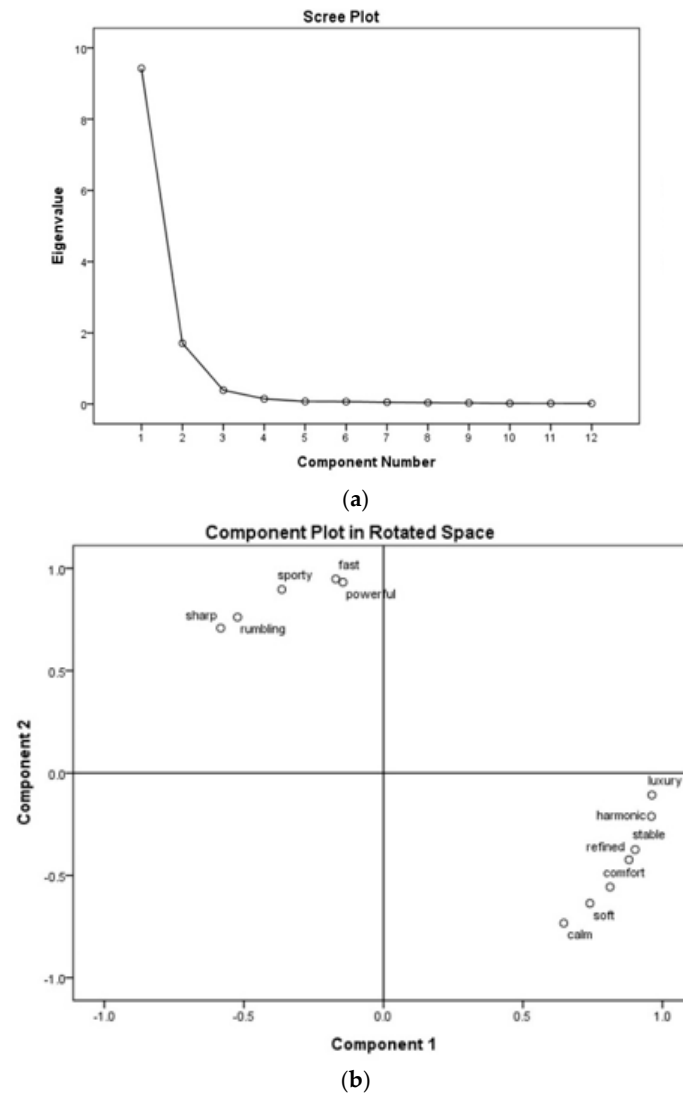 Scree Plot
10
8
6
4
2
0
Eigenvalue
1 2 3 4 5 6 7 8 9 10 11 12
Component Number
(a)
Component Plot in Rotated Space
1.0
0.5
0.0
-0.5
-1.0
Component 2
fast
sporty
powerful
sharp
rumbling
luxury
harmonic
stable
refined
comfort
soft
calm
-1.0 -0.5 0.0 0.5 1.0
Component 1
(b)